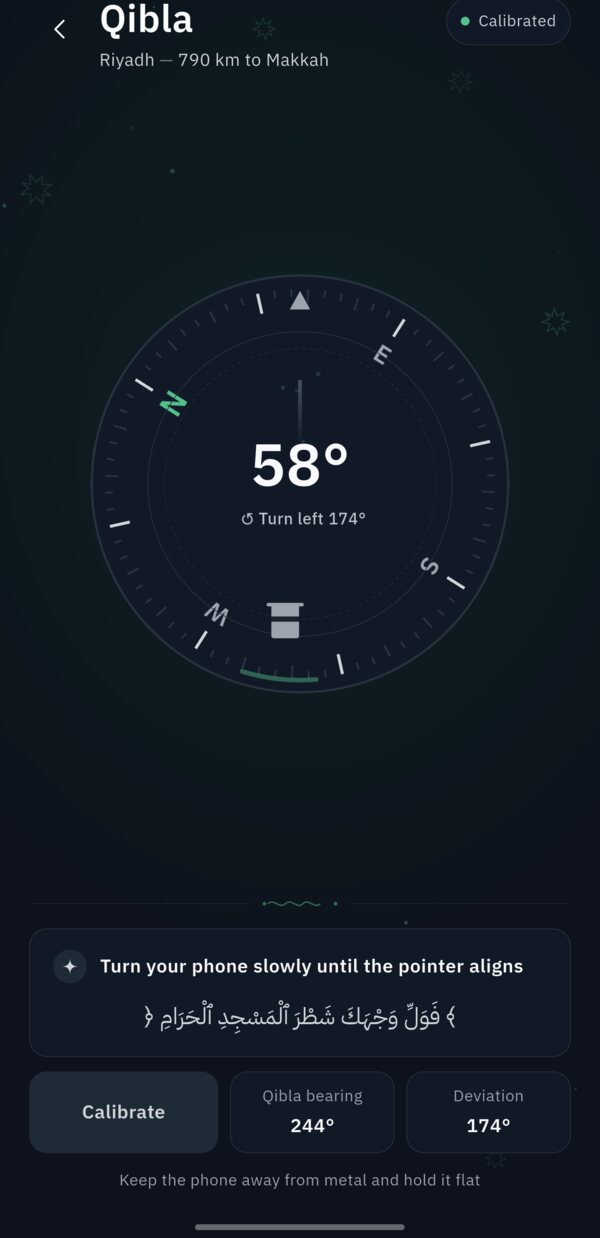 Qibla
Calibrated
Riyadh — 790 km to Makkah
N
E
58°
↺ Turn left 174°
S
W
Turn your phone slowly until the pointer aligns
﴿ فَوَلِّ وَجْهَكَ شَطْرَ ٱلْمَسْجِدِ ٱلْحَرَامِ ﴾
Calibrate
Qibla bearing
244°
Deviation
174°
Keep the phone away from metal and hold it flat